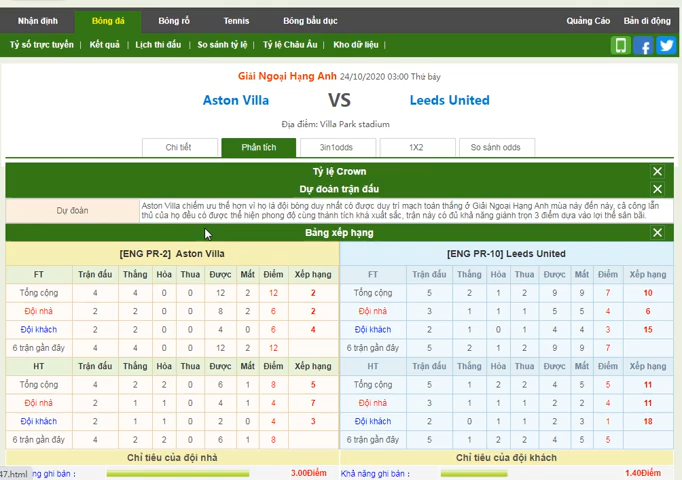 Nhận định Bóng đá Bóng rổ Tennis Bóng bầu dục Quảng Cáo Bản di động
Tỷ số trực tuyến | Kết quả | Lịch thi đấu | So sánh tỷ lệ | Tỷ lệ Châu Âu | Kho dữ liệu |
Giải Ngoại Hạng Anh 24/10/2020 03:00 Thứ bảy
Aston Villa VS Leeds United
Địa điểm: Villa Park stadium
Chi tiết Phân tích 3in1odds 1X2 So sánh odds
Tỷ lệ Crown
Dự đoán trận đấu
Dự đoán
Aston Villa chiếm ưu thế hơn vì họ là đội bóng duy nhất có được duy trì mạch toàn thắng ở Giải Ngoại Hạng Anh mùa này đến nay, cả công lẫn
thủ của họ đều có được thể hiện phong độ cùng thành tích khá xuất sắc, trận này có đủ khả năng giành trọn 3 điểm dựa vào lợi thế sân bãi.
Bảng xếp hạng
[ENG PR-2] Aston Villa [ENG PR-10] Leeds United
FT Trận đấu Thắng Hòa Thua Được Mất Điểm Xếp hạng FT Trận đấu Thắng Hòa Thua Được Mất Điểm Xếp hạng
Tổng cộng 4 4 0 0 12 2 12 2 Tổng cộng 5 2 1 2 9 9 7 10
Đội nhà 2 2 0 0 8 2 6 2 Đội nhà 3 1 1 1 5 5 4 6
Đội khách 2 2 0 0 4 0 6 4 Đội khách 2 1 0 1 4 4 3 15
6 trận gần đây 4 4 0 0 12 2 12 6 trận gần đây 5 2 1 2 9 9 7
HT Trận đấu Thắng Hòa Thua Được Mất Điểm Xếp hạng HT Trận đấu Thắng Hòa Thua Được Mất Điểm Xếp hạng
Tổng cộng 4 2 2 0 6 1 8 5 Tổng cộng 5 1 2 2 4 5 5 11
Đội nhà 2 1 1 0 4 1 4 7 Đội nhà 3 1 1 1 2 2 4 11
Đội khách 2 1 1 0 2 0 4 3 Đội khách 2 0 1 1 2 3 1 18
6 trận gần đây 4 2 2 0 6 1 8 6 trận gần đây 5 1 2 2 4 5 5
Chỉ tiêu của đội nhà Chỉ tiêu của đội khách
47.html năng ghi bán : 3.00Điểm Khả năng ghi bán : 1.40Điểm